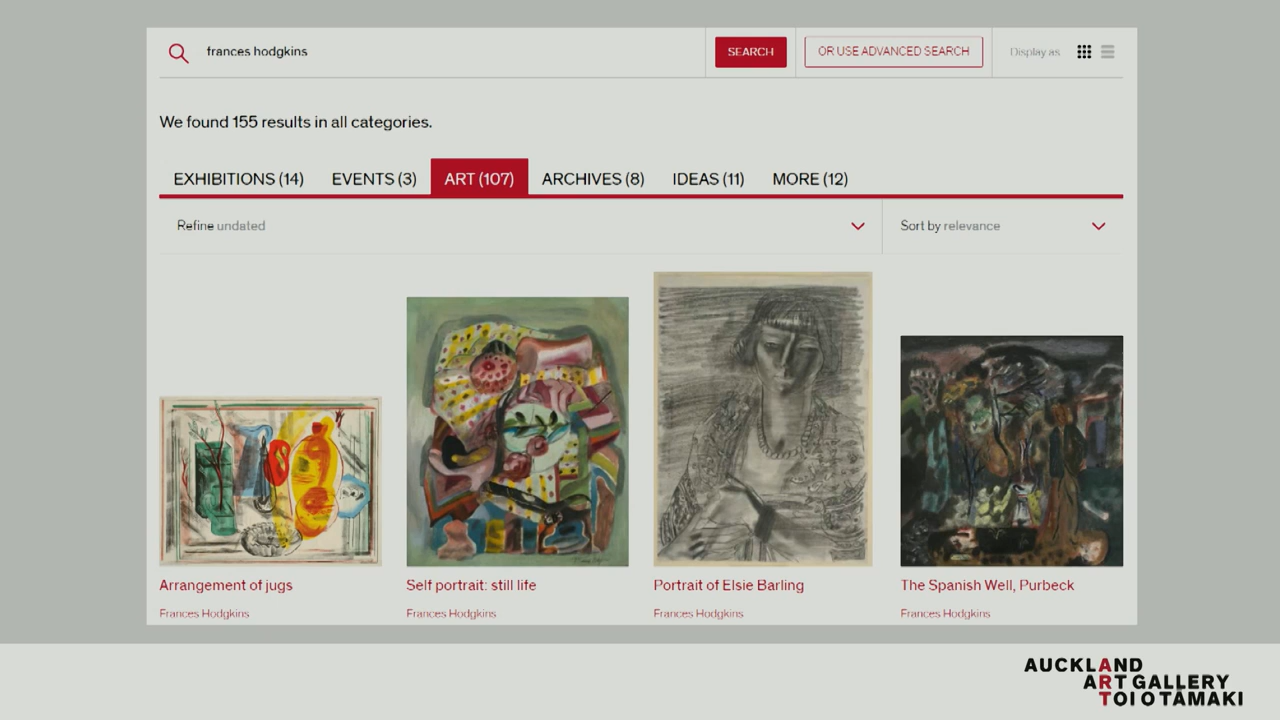 frances hodgkins
SEARCH
OR USE ADVANCED SEARCH
Display as
We found 155 results in all categories.
EXHIBITIONS (14)
EVENTS (3)
ART (107)
ARCHIVES (8)
IDEAS (11)
MORE (12)
Refine undated
Sort by relevance
Arrangement of jugs
Frances Hodgkins
Self portrait: still life
Frances Hodgkins
Portrait of Elsie Barling
Frances Hodgkins
The Spanish Well, Purbeck
Frances Hodgkins
AUCKLAND
ART GALLERY
TOI O TĀMAKI